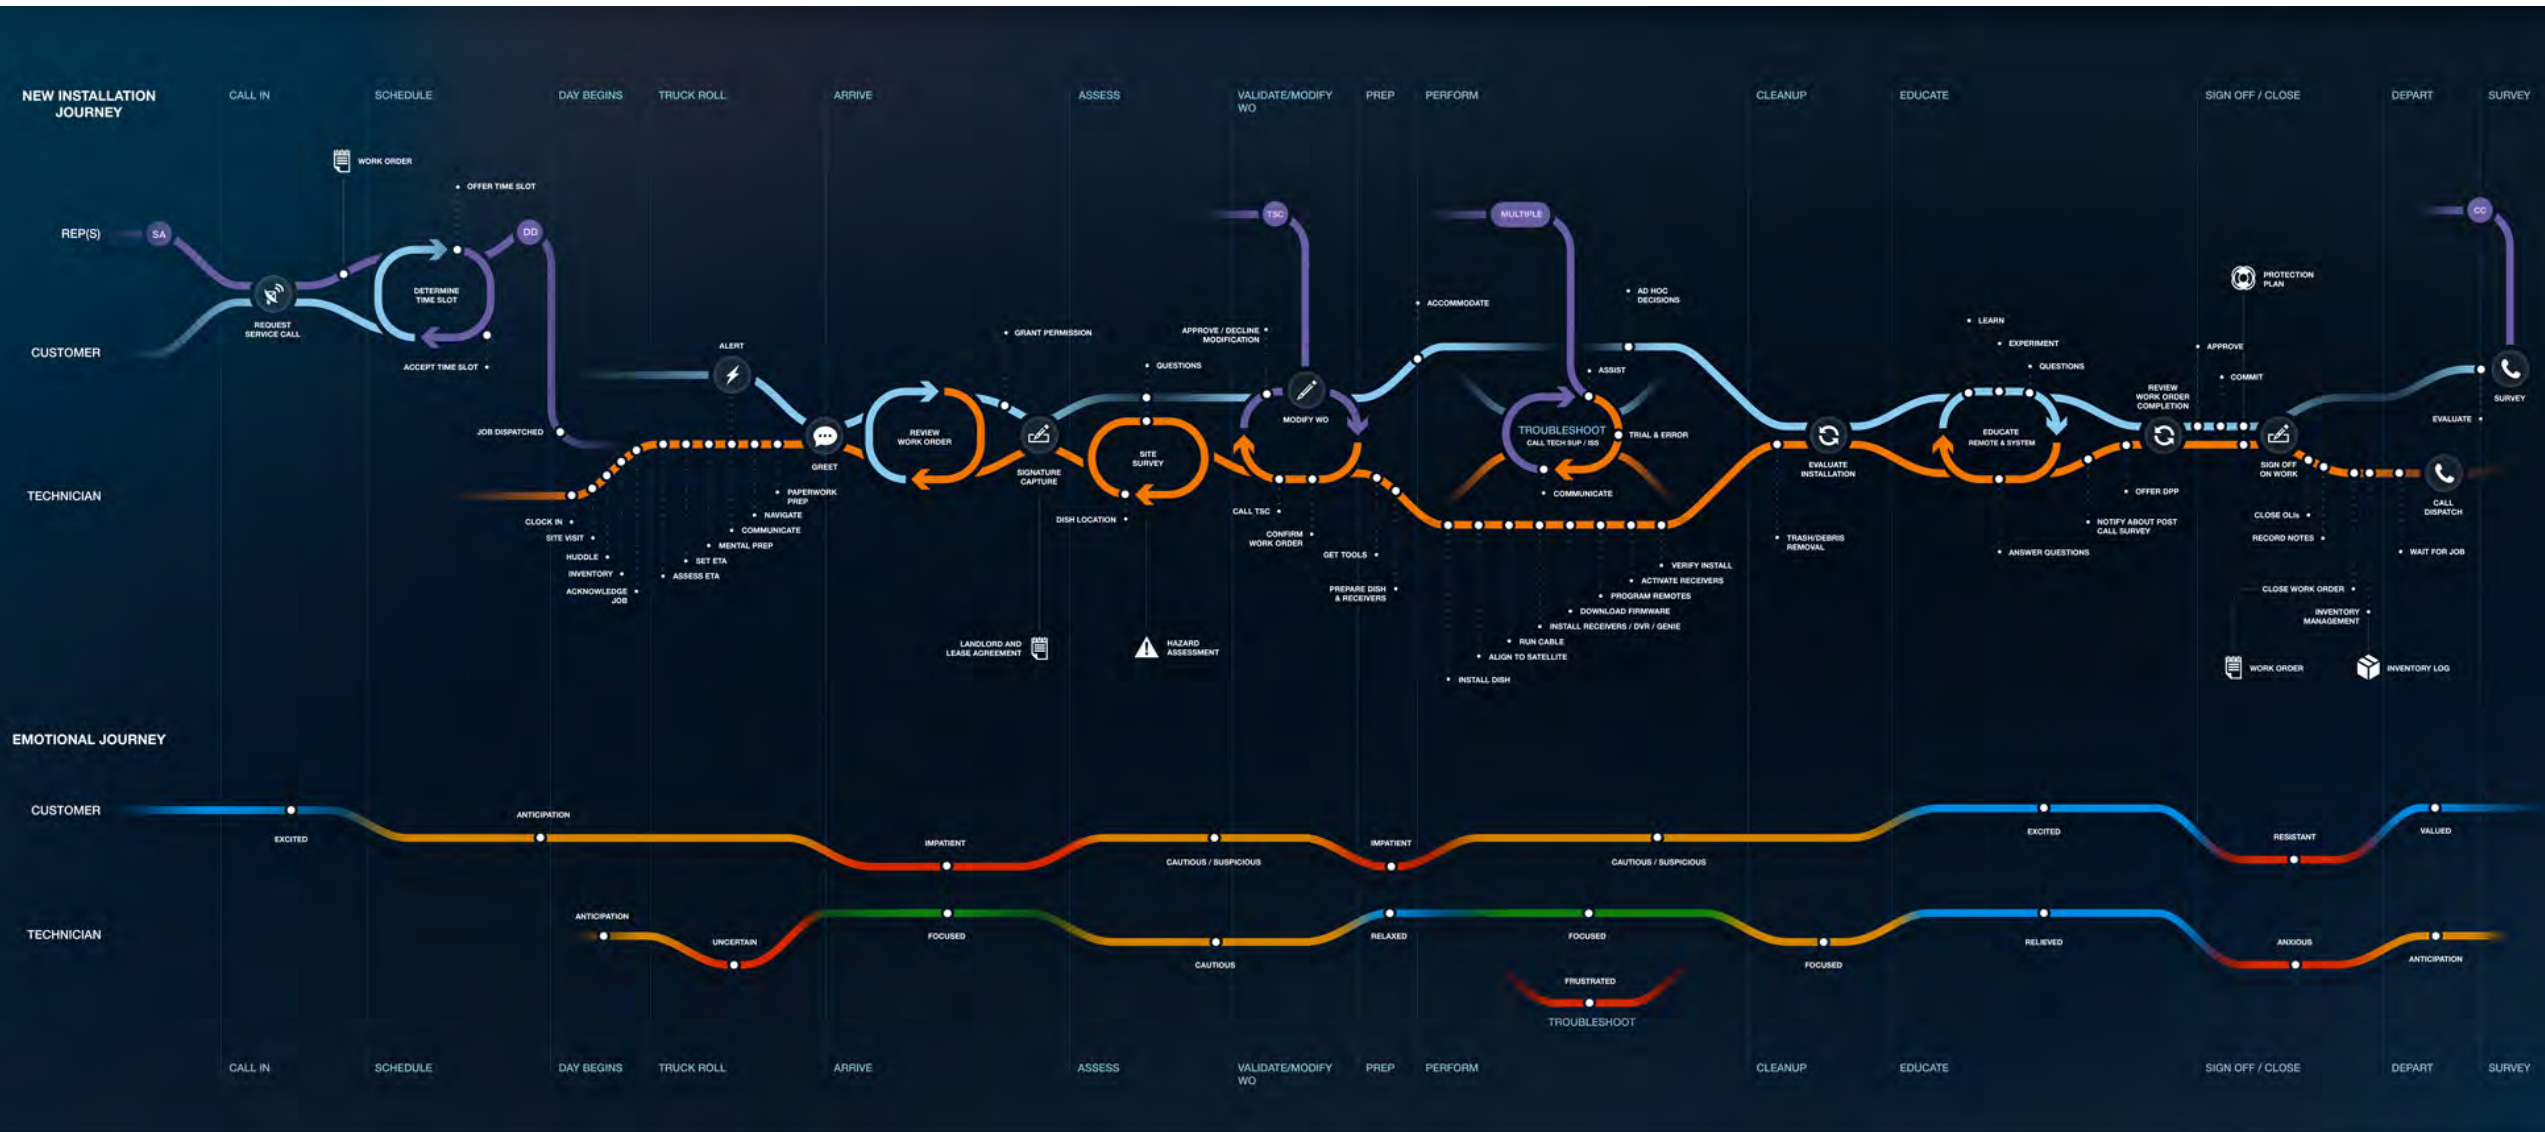 NEW INSTALLATION
JOURNEY
CALL IN
SCHEDULE
DAY BEGINS
TRUCK ROLL
ARRIVE
ASSESS
VALIDATE/MODIFY
WO
PREP
PERFORM
CLEANUP
EDUCATE
SIGN OFF / CLOSE
DEPART
SURVEY
WORK ORDER
OFFER TIME SLOT
REP(S)
SA
DD
TSC
MULTIPLE
CC
DETERMINE
TIME SLOT
REQUEST
SERVICE CALL
CUSTOMER
ACCEPT TIME SLOT
JOB DISPATCHED
ALERT
GREET
REVIEW
WORK ORDER
GRANT PERMISSION
SIGNATURE
CAPTURE
QUESTIONS
SITE
SURVEY
DISH LOCATION
APPROVE / DECLINE
MODIFICATION
MODIFY WO
CALL TSC
CONFIRM
WORK ORDER
GET TOOLS
PREPARE DISH
& RECEIVERS
ACCOMMODATE
AD HOC
DECISIONS
ASSIST
TROUBLESHOOT
CALL TECH SUP / ISS
TRIAL & ERROR
COMMUNICATE
EVALUATE
INSTALLATION
TRASH/DEBRIS
REMOVAL
LEARN
EXPERIMENT
QUESTIONS
EDUCATE
REMOTE & SYSTEM
ANSWER QUESTIONS
REVIEW
WORK ORDER
COMPLETION
OFFER DPP
NOTIFY ABOUT POST
CALL SURVEY
PROTECTION
PLAN
APPROVE
COMMIT
SIGN OFF
ON WORK
CLOSE OLIs
RECORD NOTES
CLOSE WORK ORDER
INVENTORY
MANAGEMENT
WORK ORDER
INVENTORY LOG
SURVEY
EVALUATE
CALL
DISPATCH
WAIT FOR JOB
TECHNICIAN
CLOCK IN
SITE VISIT
HUDDLE
INVENTORY
ACKNOWLEDGE
JOB
PAPERWORK
PREP
NAVIGATE
COMMUNICATE
MENTAL PREP
SET ETA
ASSESS ETA
LANDLORD AND
LEASE AGREEMENT
HAZARD
ASSESSMENT
VERIFY INSTALL
ACTIVATE RECEIVERS
PROGRAM REMOTES
DOWNLOAD FIRMWARE
INSTALL RECEIVERS / DVR / GENIE
RUN CABLE
ALIGN TO SATELLITE
INSTALL DISH
EMOTIONAL JOURNEY
CUSTOMER
EXCITED
ANTICIPATION
IMPATIENT
CAUTIOUS / SUSPICIOUS
IMPATIENT
CAUTIOUS / SUSPICIOUS
EXCITED
RESISTANT
VALUED
TECHNICIAN
ANTICIPATION
UNCERTAIN
FOCUSED
CAUTIOUS
RELAXED
FOCUSED
FRUSTRATED
TROUBLESHOOT
FOCUSED
RELIEVED
ANXIOUS
ANTICIPATION
CALL IN
SCHEDULE
DAY BEGINS
TRUCK ROLL
ARRIVE
ASSESS
VALIDATE/MODIFY
WO
PREP
PERFORM
CLEANUP
EDUCATE
SIGN OFF / CLOSE
DEPART
SURVEY